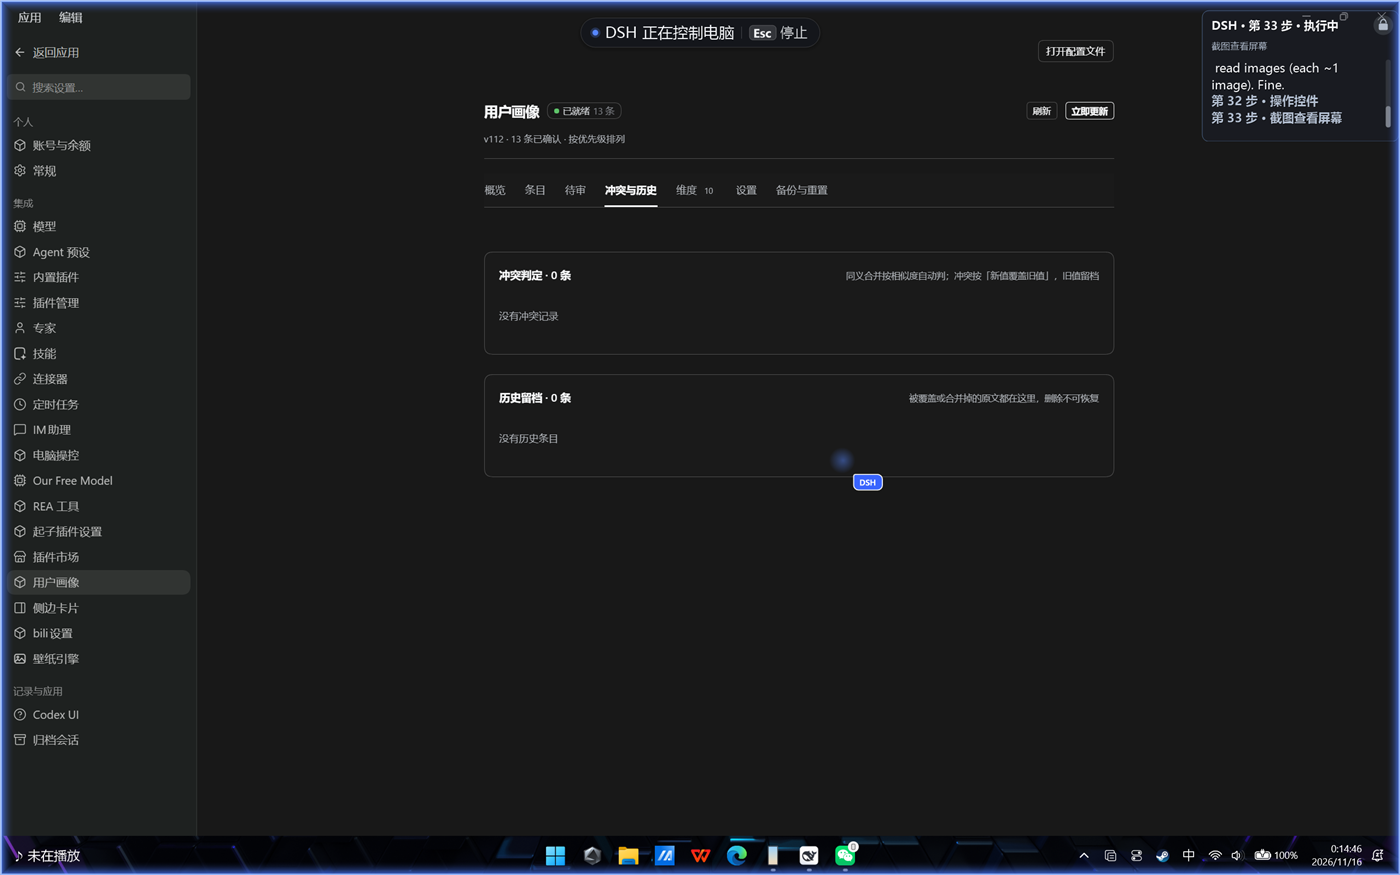 应用 编辑
DSH 正在控制电脑 Esc 停止
DSH • 第 33 步 • 执行中
截图查看屏幕
read images (each ~1
image). Fine.
第 32 步 • 操作控件
第 33 步 • 截图查看屏幕
返回应用
打开配置文件
搜索设置...
个人
账号与余额
常规
集成
模型
Agent 预设
内置插件
插件管理
专家
技能
连接器
定时任务
IM 助理
电脑操控
Our Free Model
REA 工具
起子插件设置
插件市场
用户画像
侧边卡片
bili 设置
壁纸引擎
记录与应用
Codex UI
归档会话
用户画像 已就绪 13 条
刷新 立即更新
v112 · 13 条已确认 · 按优先级排列
概览 条目 待审 冲突与历史 维度 10 设置 备份与重置
冲突判定 · 0 条
同义合并按相似度自动判；冲突按「新值覆盖旧值」，旧值留档
没有冲突记录
历史留档 · 0 条
被覆盖或合并掉的原文都在这里，删除不可恢复
没有历史条目
DSH
♪ 未在播放
0
中
100%
0:14:46
2026/11/16